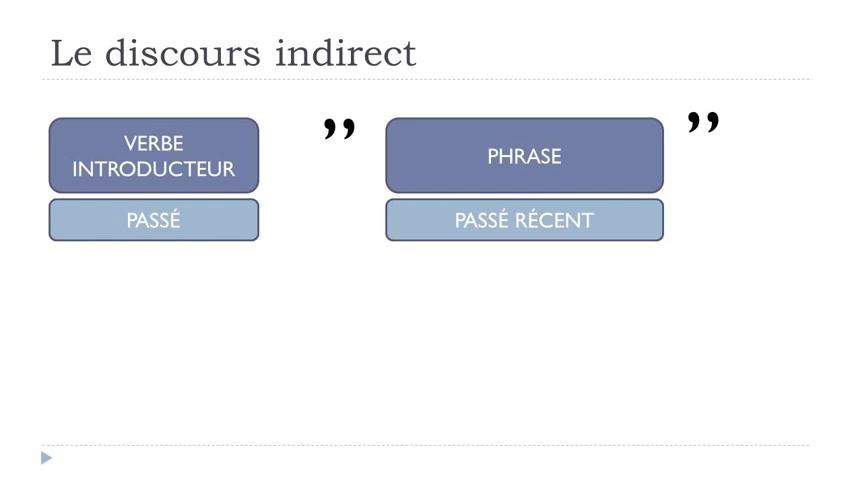 Le discours indirect
VERBE
INTRODUCTEUR
” PHRASE ”
PASSÉ
PASSÉ RÉCENT